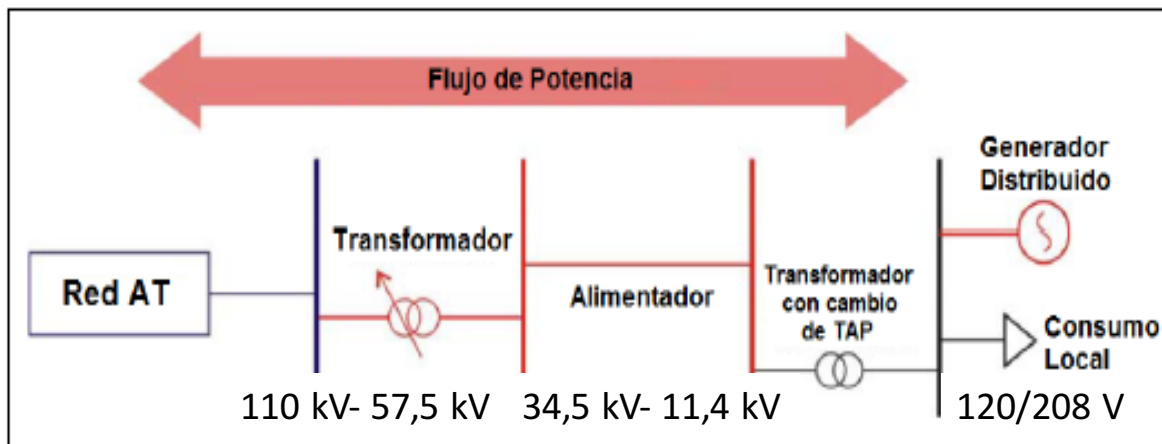 Flujo de Potencia
Generador
Distribuido
Transformador
Red AT
Alimentador
Transformador
con cambio
de TAP
Consumo
Local
110 kV- 57,5 kV
34,5 kV- 11,4 kV
120/208 V